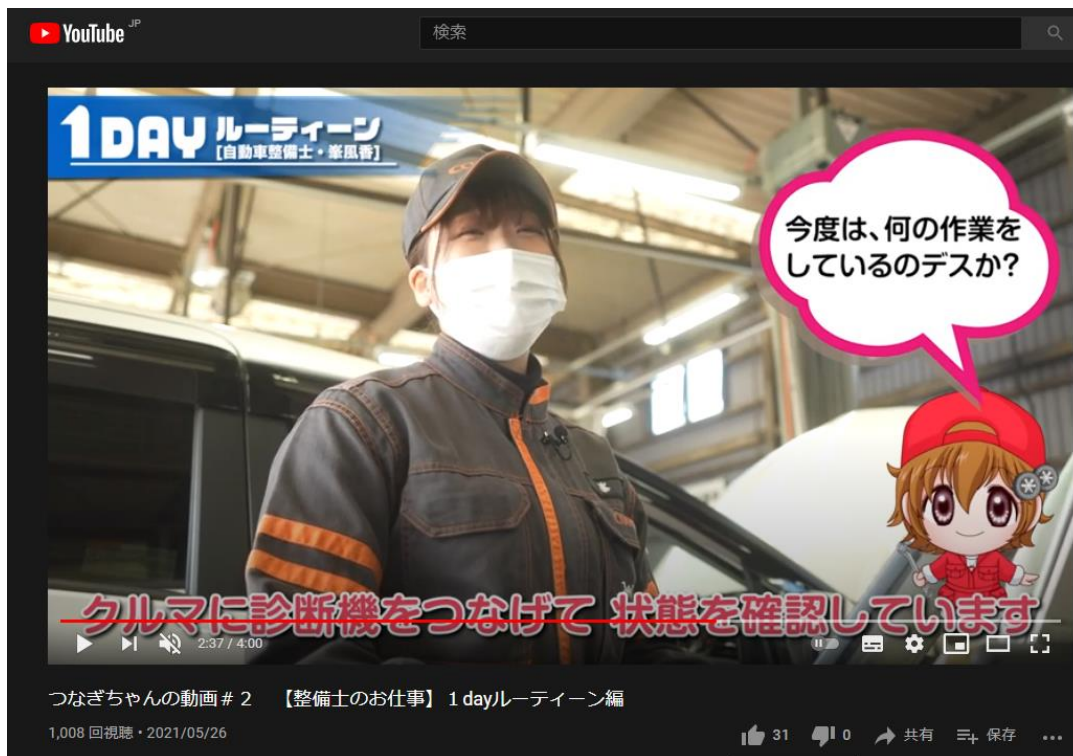 YouTube JP
検索
1DAY ルーティーン
[自動車整備士・峯風香]
今度は、何の作業を
しているのデスか?
クルマに診断機をつなげて 状態を確認しています
2:37 / 4:00
つなぎちゃんの動画#2 【整備士のお仕事】1dayルーティーン編
1,008 回視聴・2021/05/26
31 0 共有 保存 ...